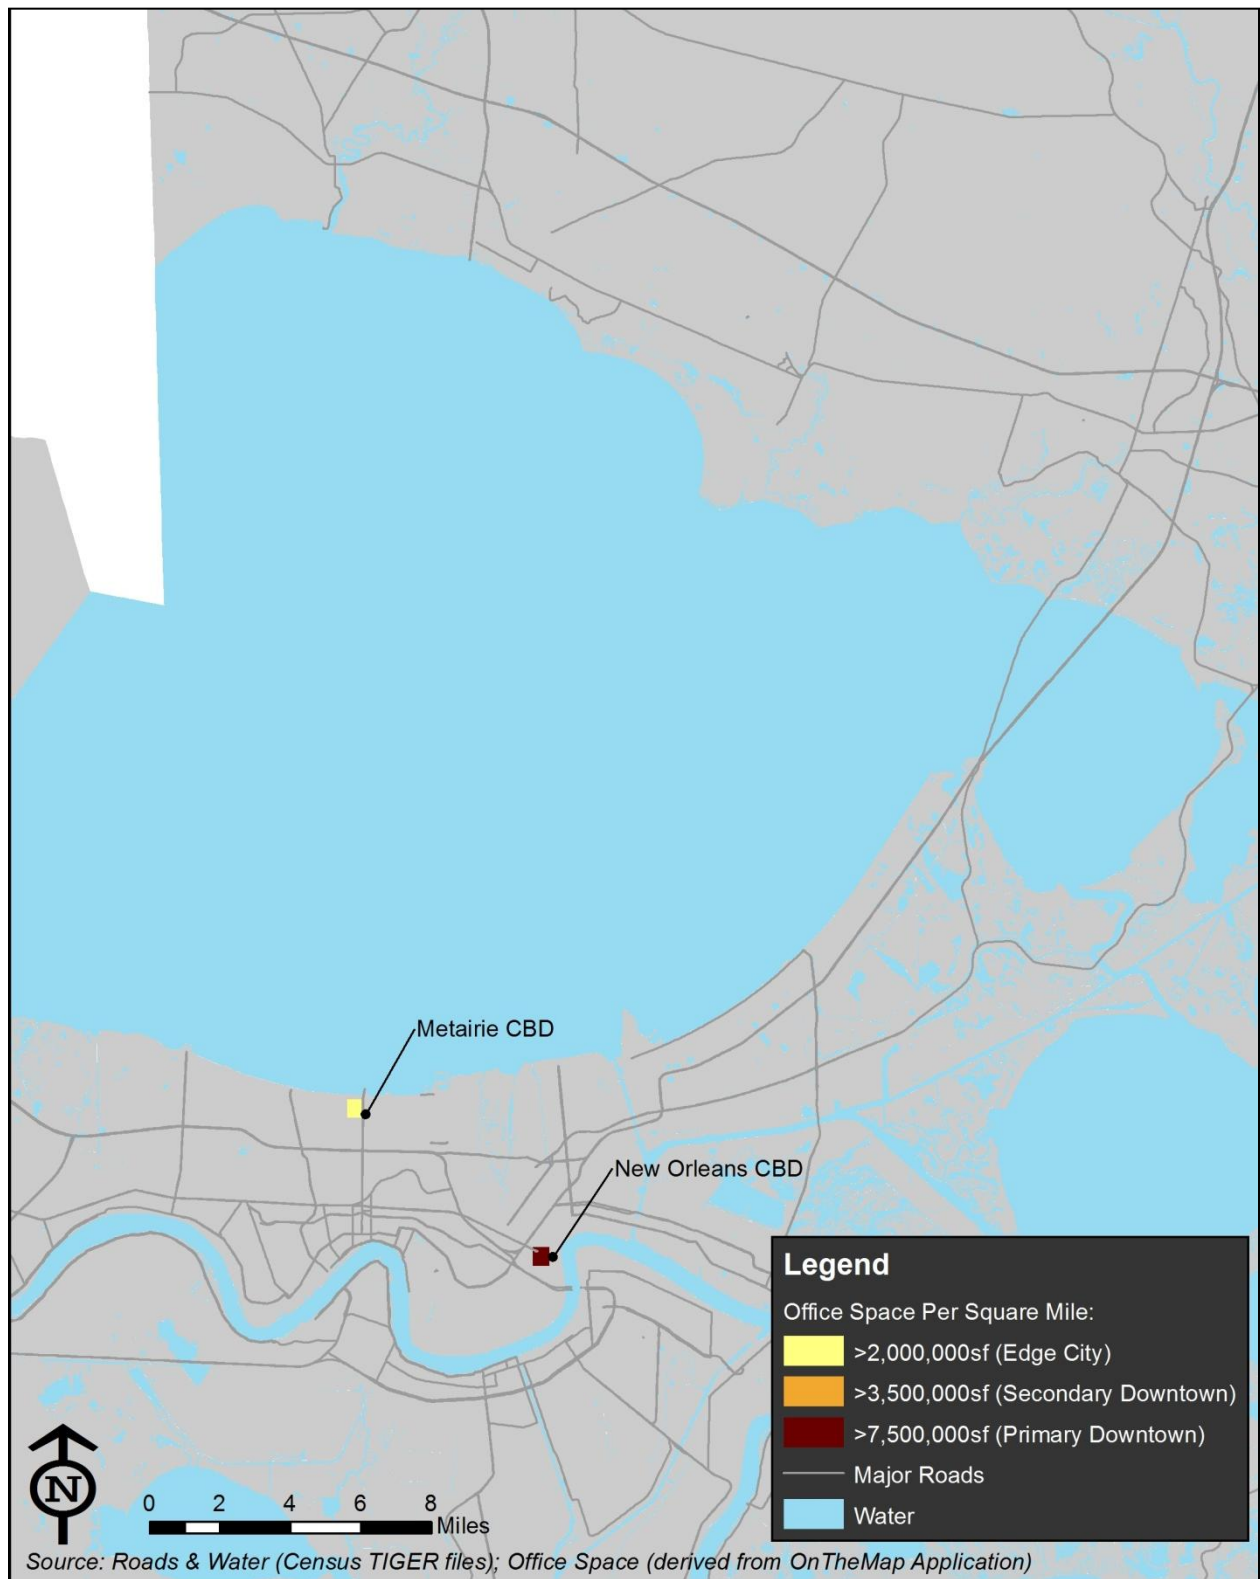 Metairie CBD
New Orleans CBD
Legend
Office Space Per Square Mile:
>2,000,000sf (Edge City)
>3,500,000sf (Secondary Downtown)
>7,500,000sf (Primary Downtown)
Major Roads
Water
N
0 2 4 6 8
Miles
Source: Roads & Water (Census TIGER files); Office Space (derived from OnTheMap Application)